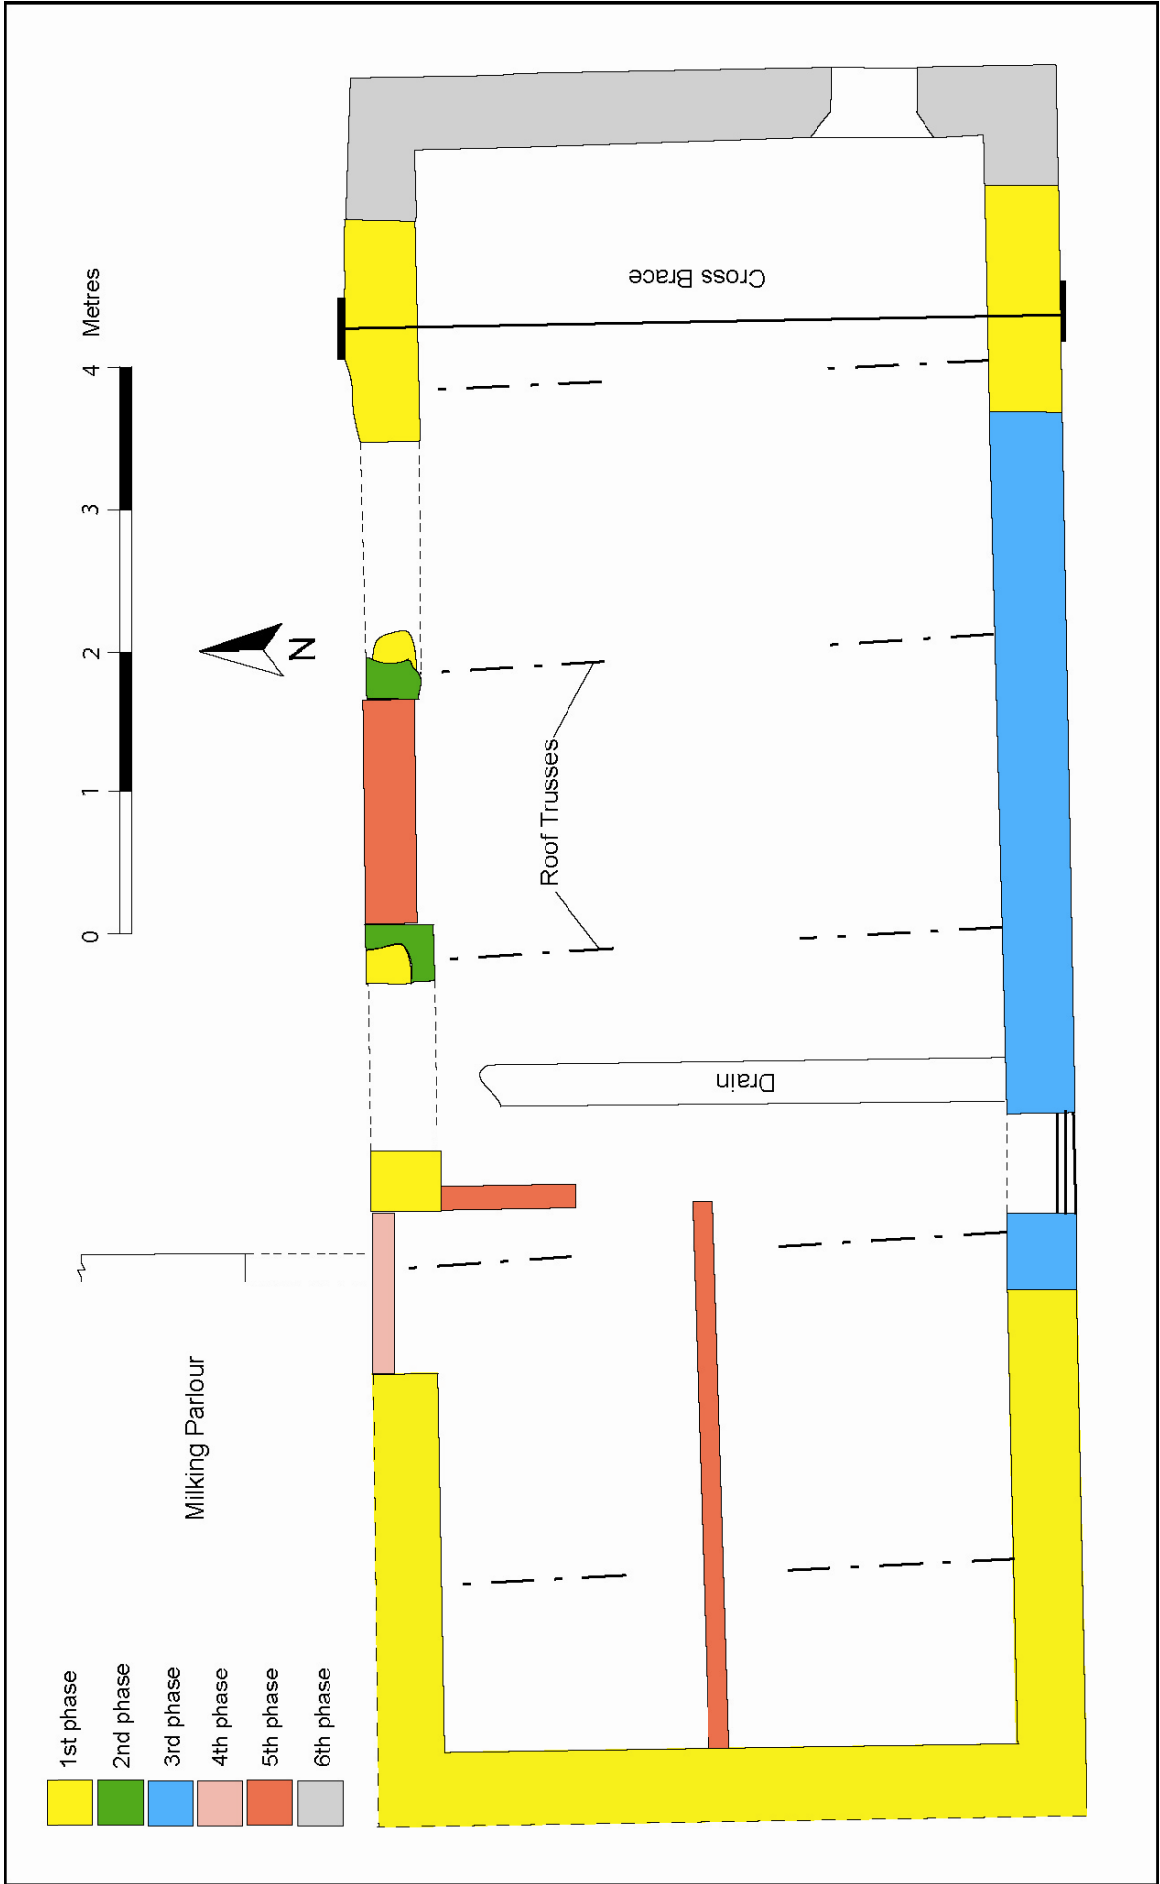 1st phase
2nd phase
3rd phase
4th phase
5th phase
6th phase
Milking Parlour
0 1 2 3 4 Metres
N
Roof Trusses
Drain
Cross Brace